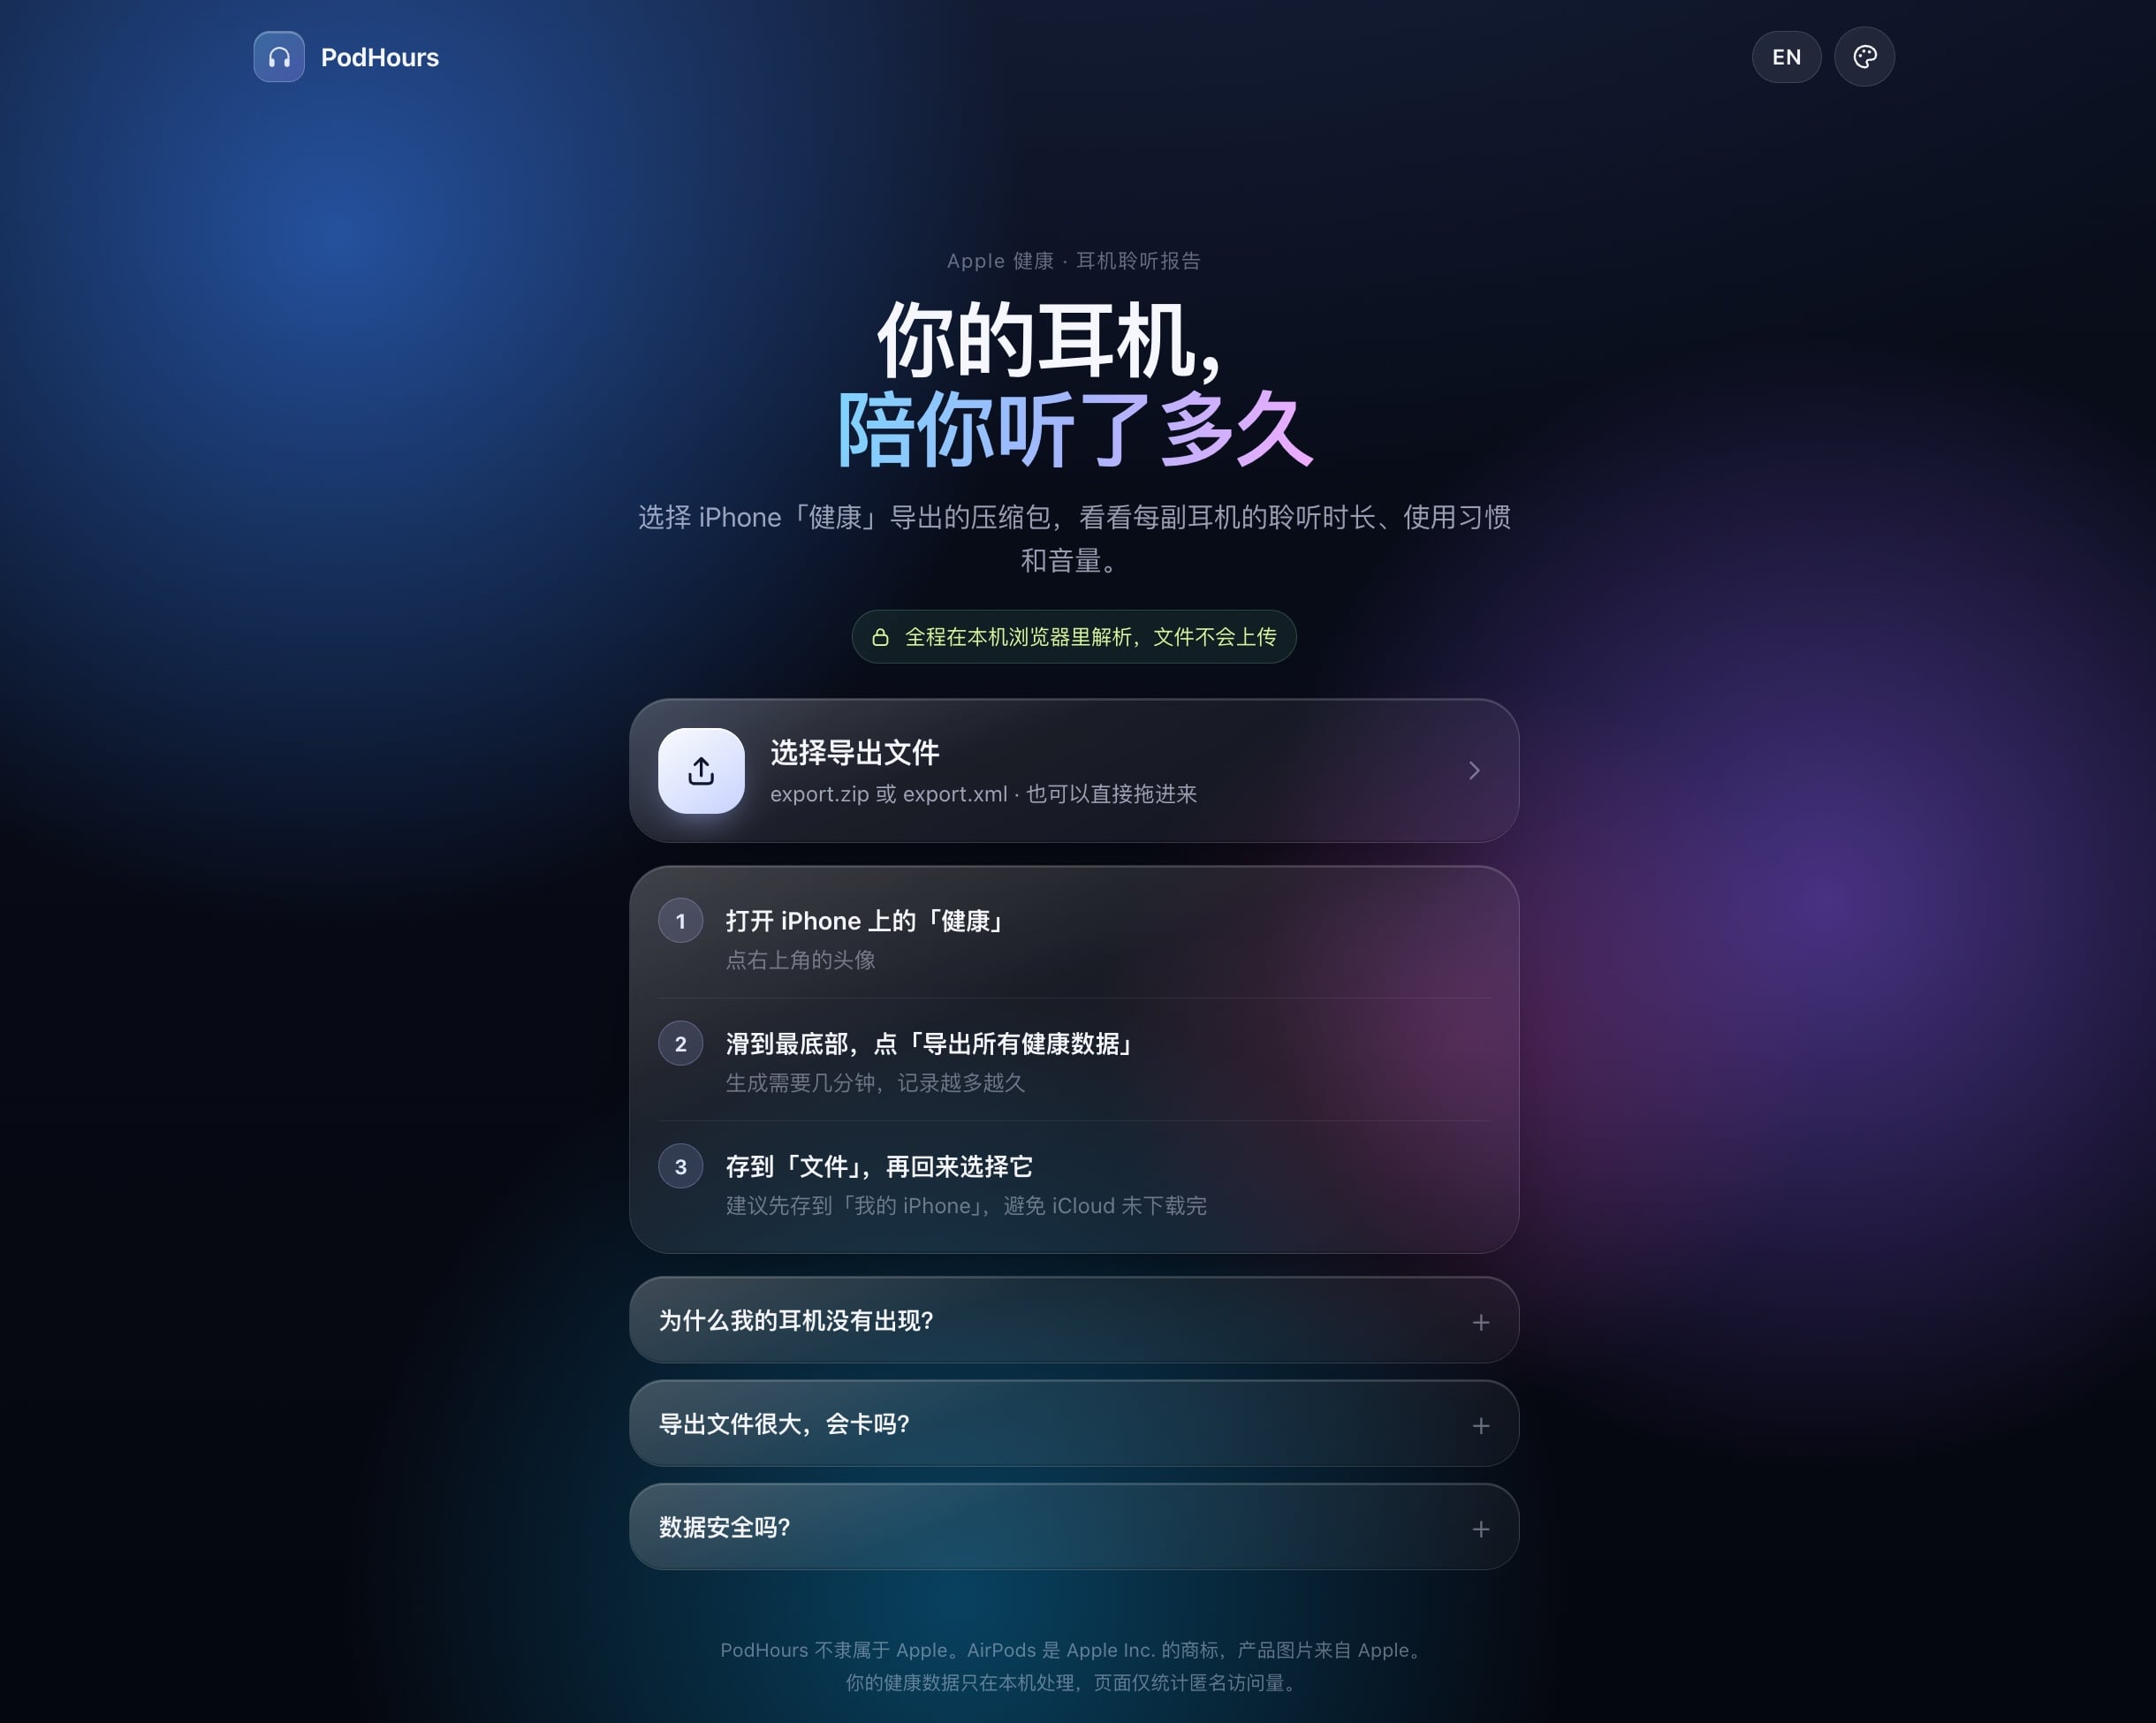 PodHours
EN
Apple 健康 · 耳机聆听报告
你的耳机，
陪你听了多久
选择 iPhone「健康」导出的压缩包，看看每副耳机的聆听时长、使用习惯
和音量。
全程在本机浏览器里解析，文件不会上传
选择导出文件
export.zip 或 export.xml · 也可以直接拖进来
1
打开 iPhone 上的「健康」
点右上角的头像
2
滑到最底部，点「导出所有健康数据」
生成需要几分钟，记录越多越久
3
存到「文件」，再回来选择它
建议先存到「我的 iPhone」，避免 iCloud 未下载完
为什么我的耳机没有出现？
导出文件很大，会卡吗？
数据安全吗？
PodHours 不隶属于 Apple。AirPods 是 Apple Inc. 的商标，产品图片来自 Apple。
你的健康数据只在本机处理，页面仅统计匿名访问量。